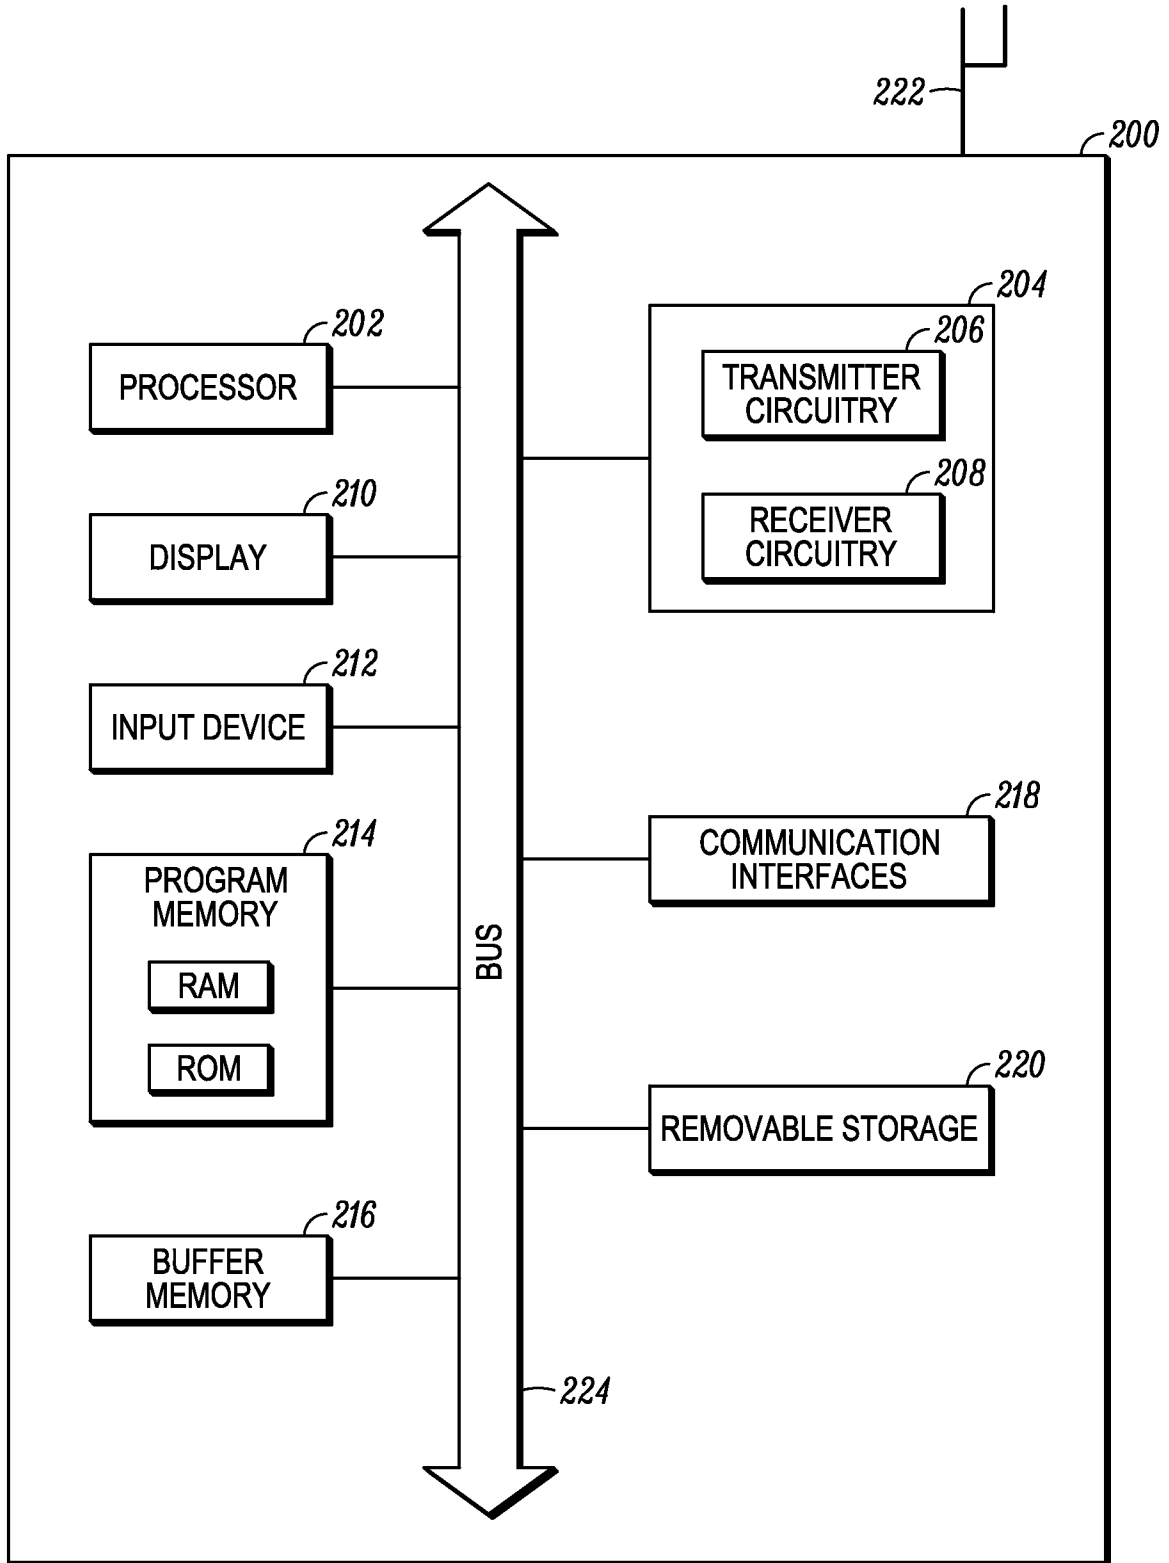 222
200
202
PROCESSOR
210
DISPLAY
212
INPUT DEVICE
214
PROGRAM
MEMORY
RAM
ROM
216
BUFFER
MEMORY
BUS
224
204
206
TRANSMITTER
CIRCUITRY
208
RECEIVER
CIRCUITRY
218
COMMUNICATION
INTERFACES
220
REMOVABLE STORAGE